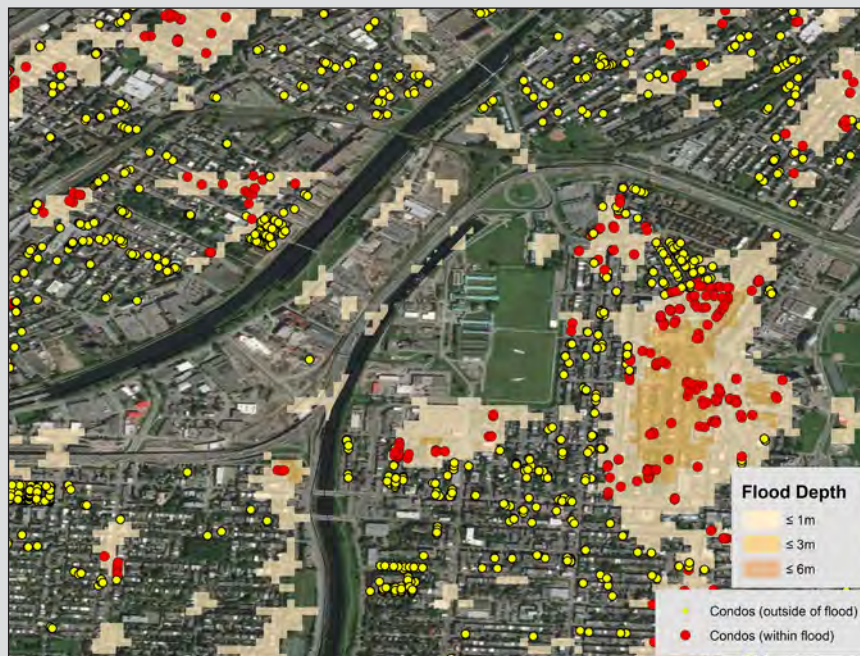 Flood Depth
≤ 1m
≤ 3m
≤ 6m
Condos (outside of flood)
Condos (within flood)